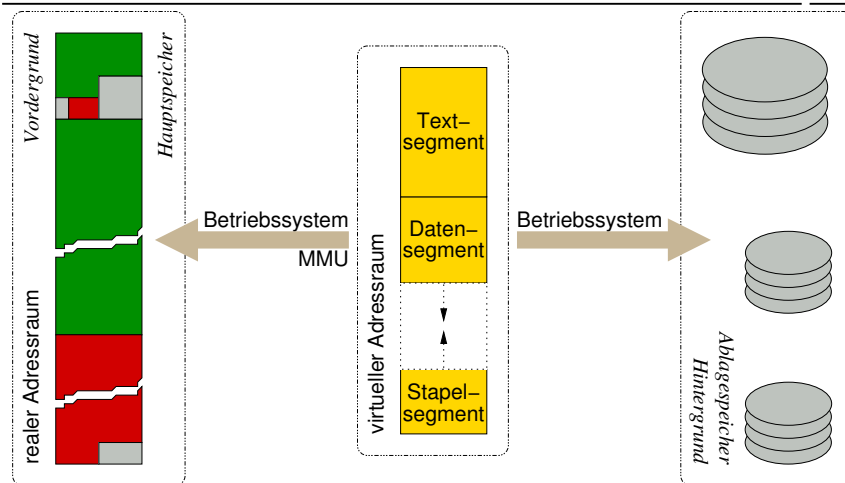 Vordergrund
Hauptspeicher
realer Adressraum
Betriebssystem
MMU
virtueller Adressraum
Text–
segment
Daten–
segment
Stapel–
segment
Betriebssystem
Ablagespeicher
Hintergrund